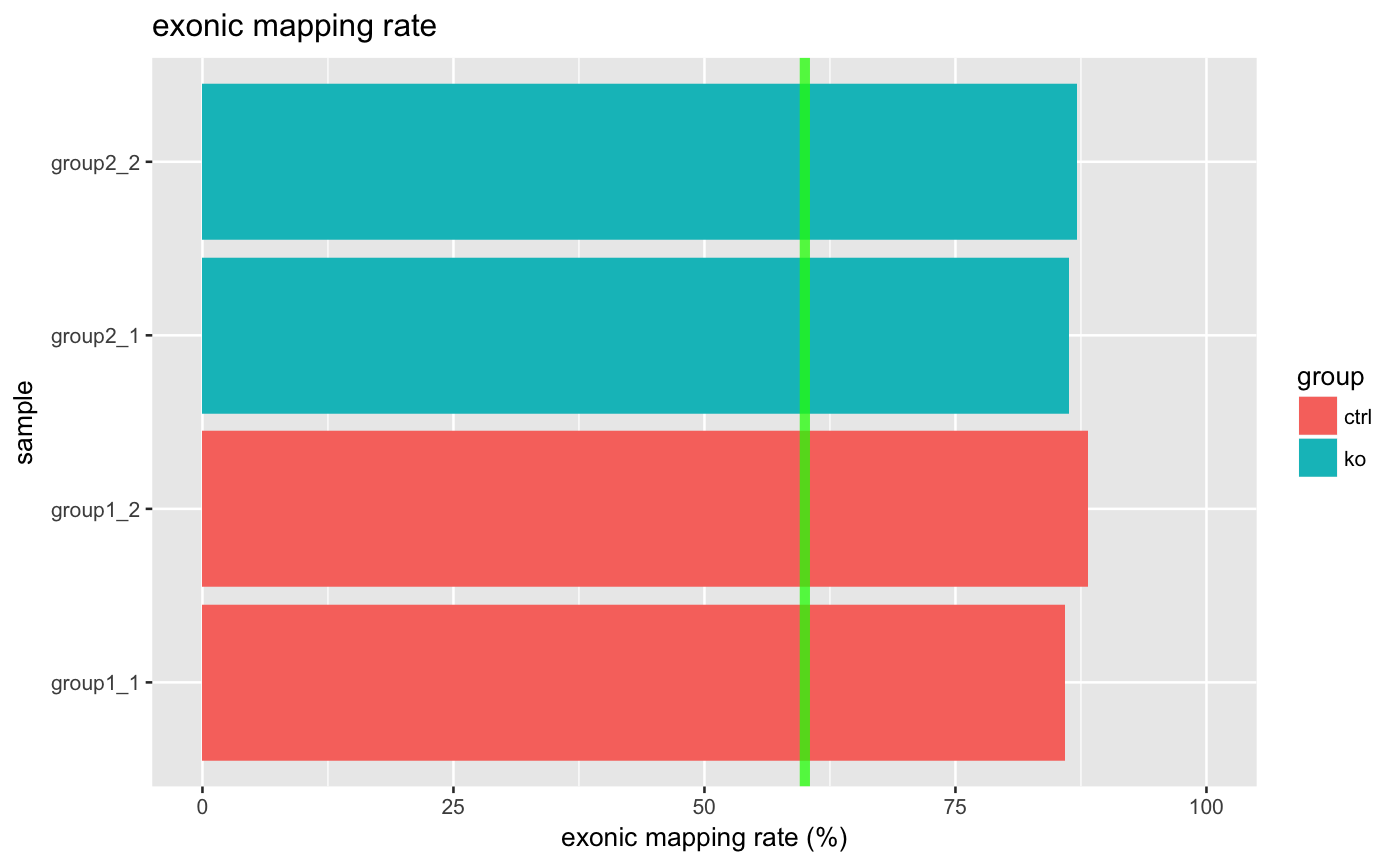 exonic mapping rate
group2_2
group2_1
group1_2
group1_1
sample
0 25 50 75 100
exonic mapping rate (%)
group
ctrl
ko